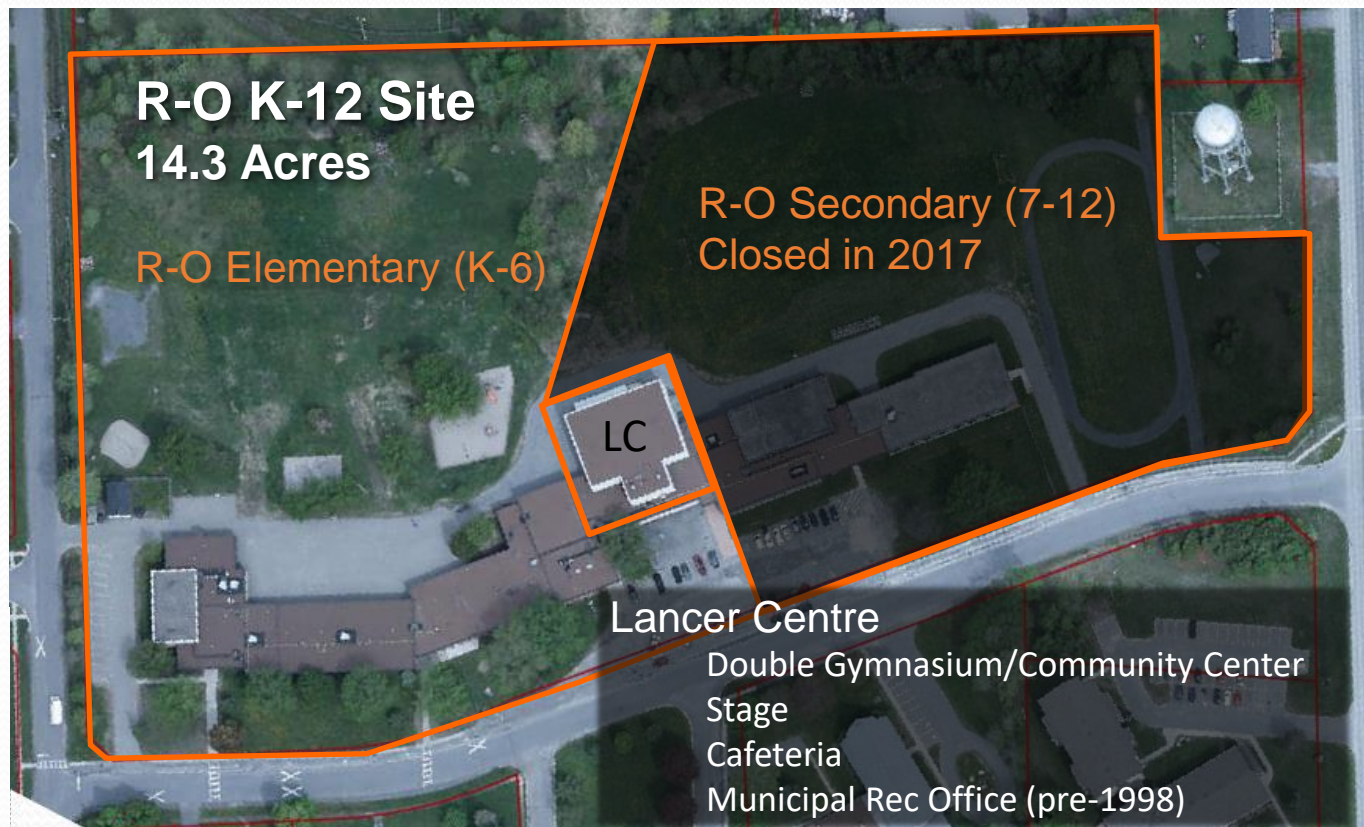 R-O K-12 Site
14.3 Acres
R-O Elementary (K-6)
R-O Secondary (7-12)
Closed in 2017
LC
Lancer Centre
Double Gymnasium/Community Center
Stage
Cafeteria
Municipal Rec Office (pre-1998)